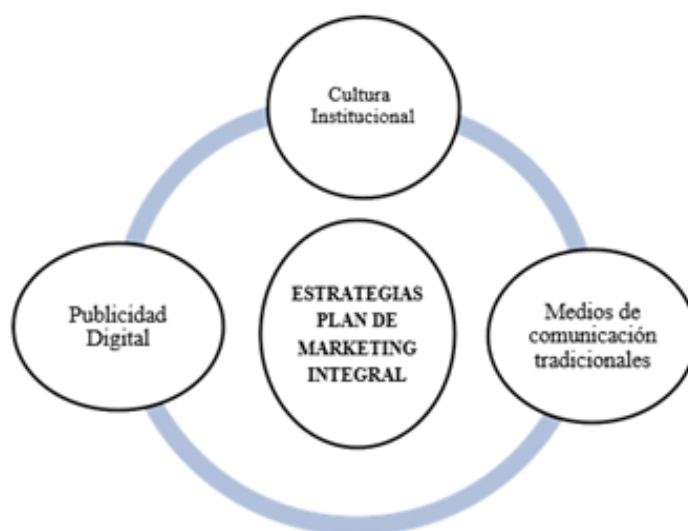 Cultura
Institucional
Publicidad
Digital
ESTRATEGIAS
PLAN DE
MARKETING
INTEGRAL
Medios de
comunicación
tradicionales